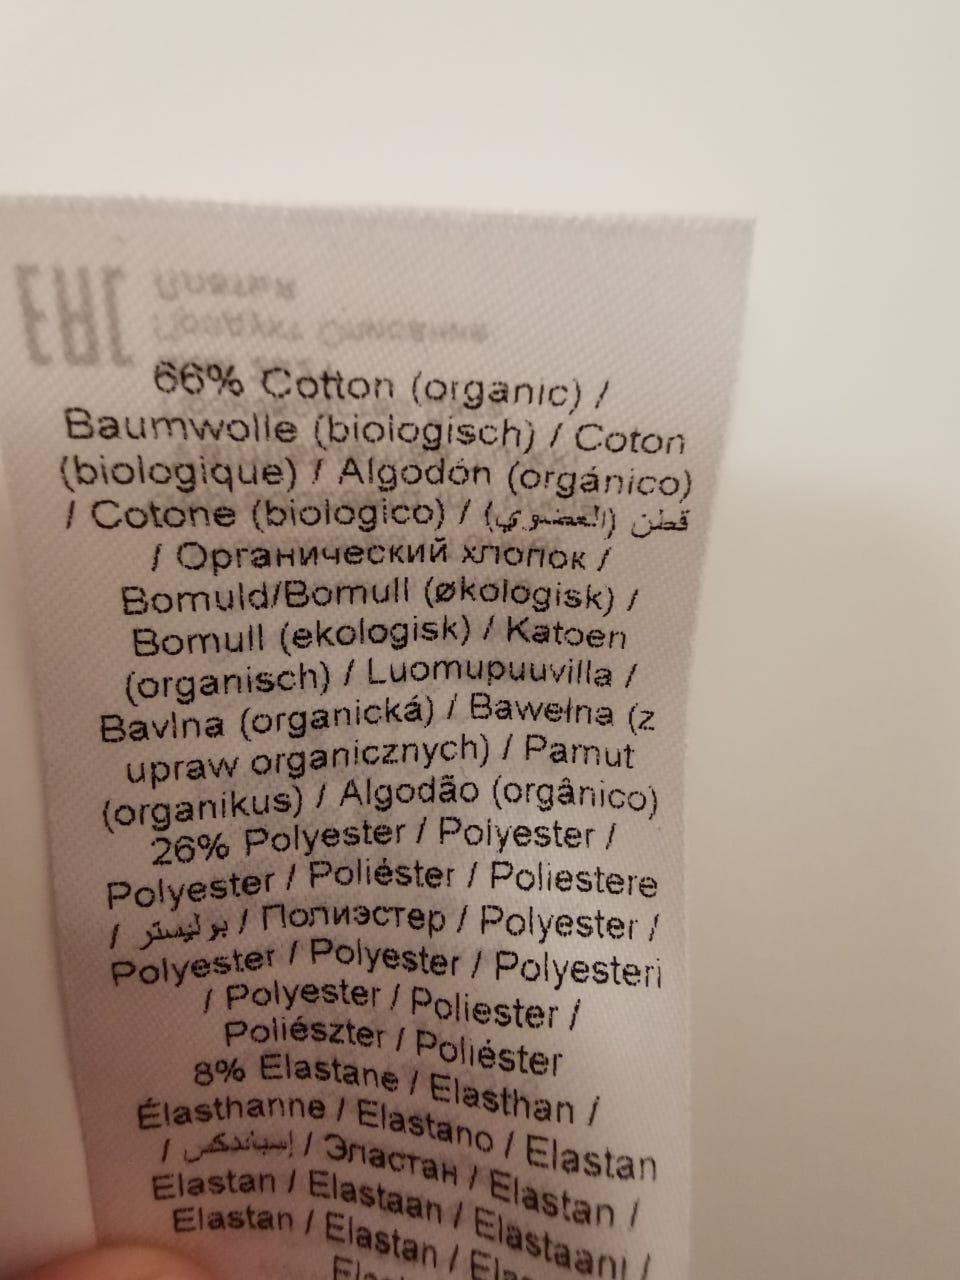 66% Cotton (organic) /
Baumwolle (biologisch) / Coton
(biologique) / Algodón (orgánico)
/ Cotone (biologico) / قطن (العضوي)
/ Органический хлопок /
Bomuld/Bomull (økologisk) /
Bomull (ekologisk) / Katoen
(organisch) / Luomupuuvilla /
Bavlna (organická) / Bawełna (z
upraw organicznych) / Pamut
(organikus) / Algodão (orgânico)
26% Polyester / Polyester /
Polyester / Poliéster / Poliestere
/ بوليستر / Полиэстер / Polyester /
Polyester / Polyester / Polyesteri
/ Polyester / Poliester /
Poliészter / Poliéster
8% Elastane / Elasthan /
Élasthanne / Elastano / Elastan
/ إسباندكس / Эластан / Elastan /
Elastan / Elastaan / Elastaani /
Elastan / Elastan /